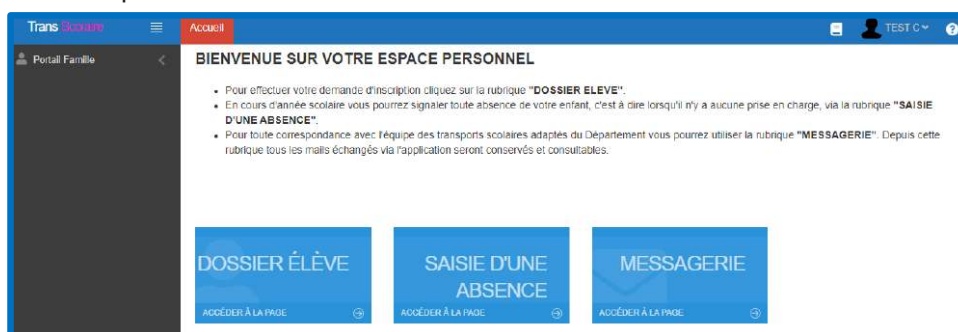 Trans Scolaire
Accueil
TEST C
?
Portail Famille
BIENVENUE SUR VOTRE ESPACE PERSONNEL
• Pour effectuer votre demande d'inscription cliquez sur la rubrique "DOSSIER ELEVE".
• En cours d'année scolaire vous pourrez signaler toute absence de votre enfant, c'est à dire lorsqu'il n'y a aucune prise en charge, via la rubrique "SAISIE
D'UNE ABSENCE".
• Pour toute correspondance avec l'équipe des transports scolaires adaptés du Département vous pourrez utiliser la rubrique "MESSAGERIE". Depuis cette
rubrique tous les mails échangés via l'application seront conservés et consultables.
DOSSIER ÉLÈVE
ACCÉDER À LA PAGE
SAISIE D'UNE
ABSENCE
ACCÉDER À LA PAGE
MESSAGERIE
ACCÉDER À LA PAGE